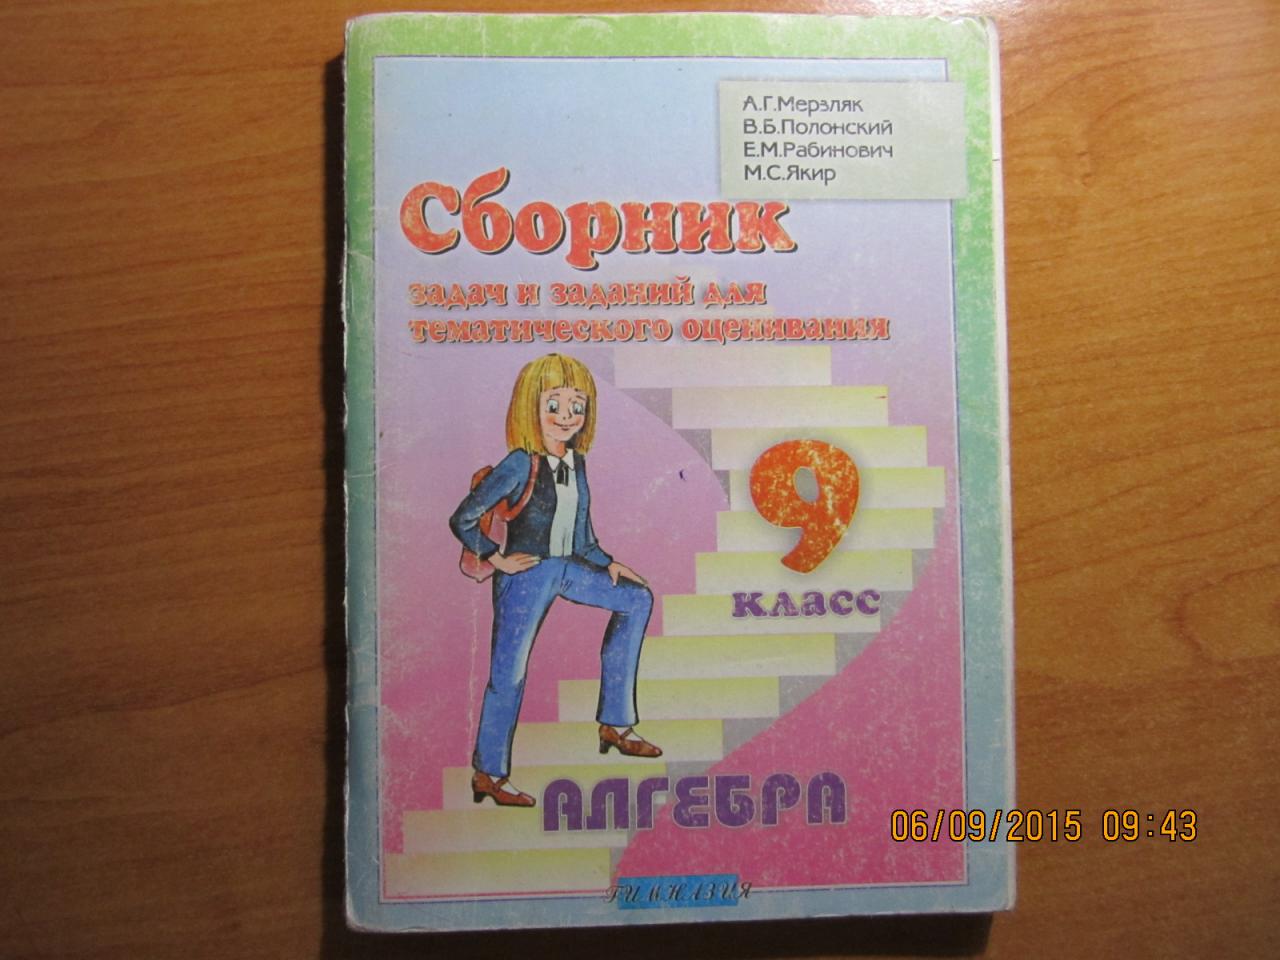 А.Г.Мерзляк
В.Б.Полонский
Е.М.Рабинович
М.С.Якир
Сборник
задач и заданий для
тематического оценивания
9
класс
АЛГЕБРА
ГИМНАЗИЯ
06/09/2015 09:43